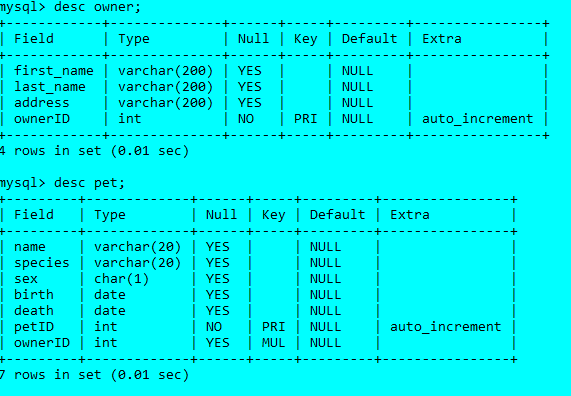 mysql> desc owner;
+------------+--------------+------+-----+---------+----------------+
| Field      | Type         | Null | Key | Default | Extra          |
+------------+--------------+------+-----+---------+----------------+
| first_name | varchar(200) | YES  |     | NULL    |                |
| last_name  | varchar(200) | YES  |     | NULL    |                |
| address    | varchar(200) | YES  |     | NULL    |                |
| ownerID    | int          | NO   | PRI | NULL    | auto_increment |
+------------+--------------+------+-----+---------+----------------+
4 rows in set (0.01 sec)

mysql> desc pet;
+---------+-------------+------+-----+---------+----------------+
| Field   | Type        | Null | Key | Default | Extra          |
+---------+-------------+------+-----+---------+----------------+
| name    | varchar(20) | YES  |     | NULL    |                |
| species | varchar(20) | YES  |     | NULL    |                |
| sex     | char(1)     | YES  |     | NULL    |                |
| birth   | date        | YES  |     | NULL    |                |
| death   | date        | YES  |     | NULL    |                |
| petID   | int         | NO   | PRI | NULL    | auto_increment |
| ownerID | int         | YES  | MUL | NULL    |                |
+---------+-------------+------+-----+---------+----------------+
7 rows in set (0.01 sec)